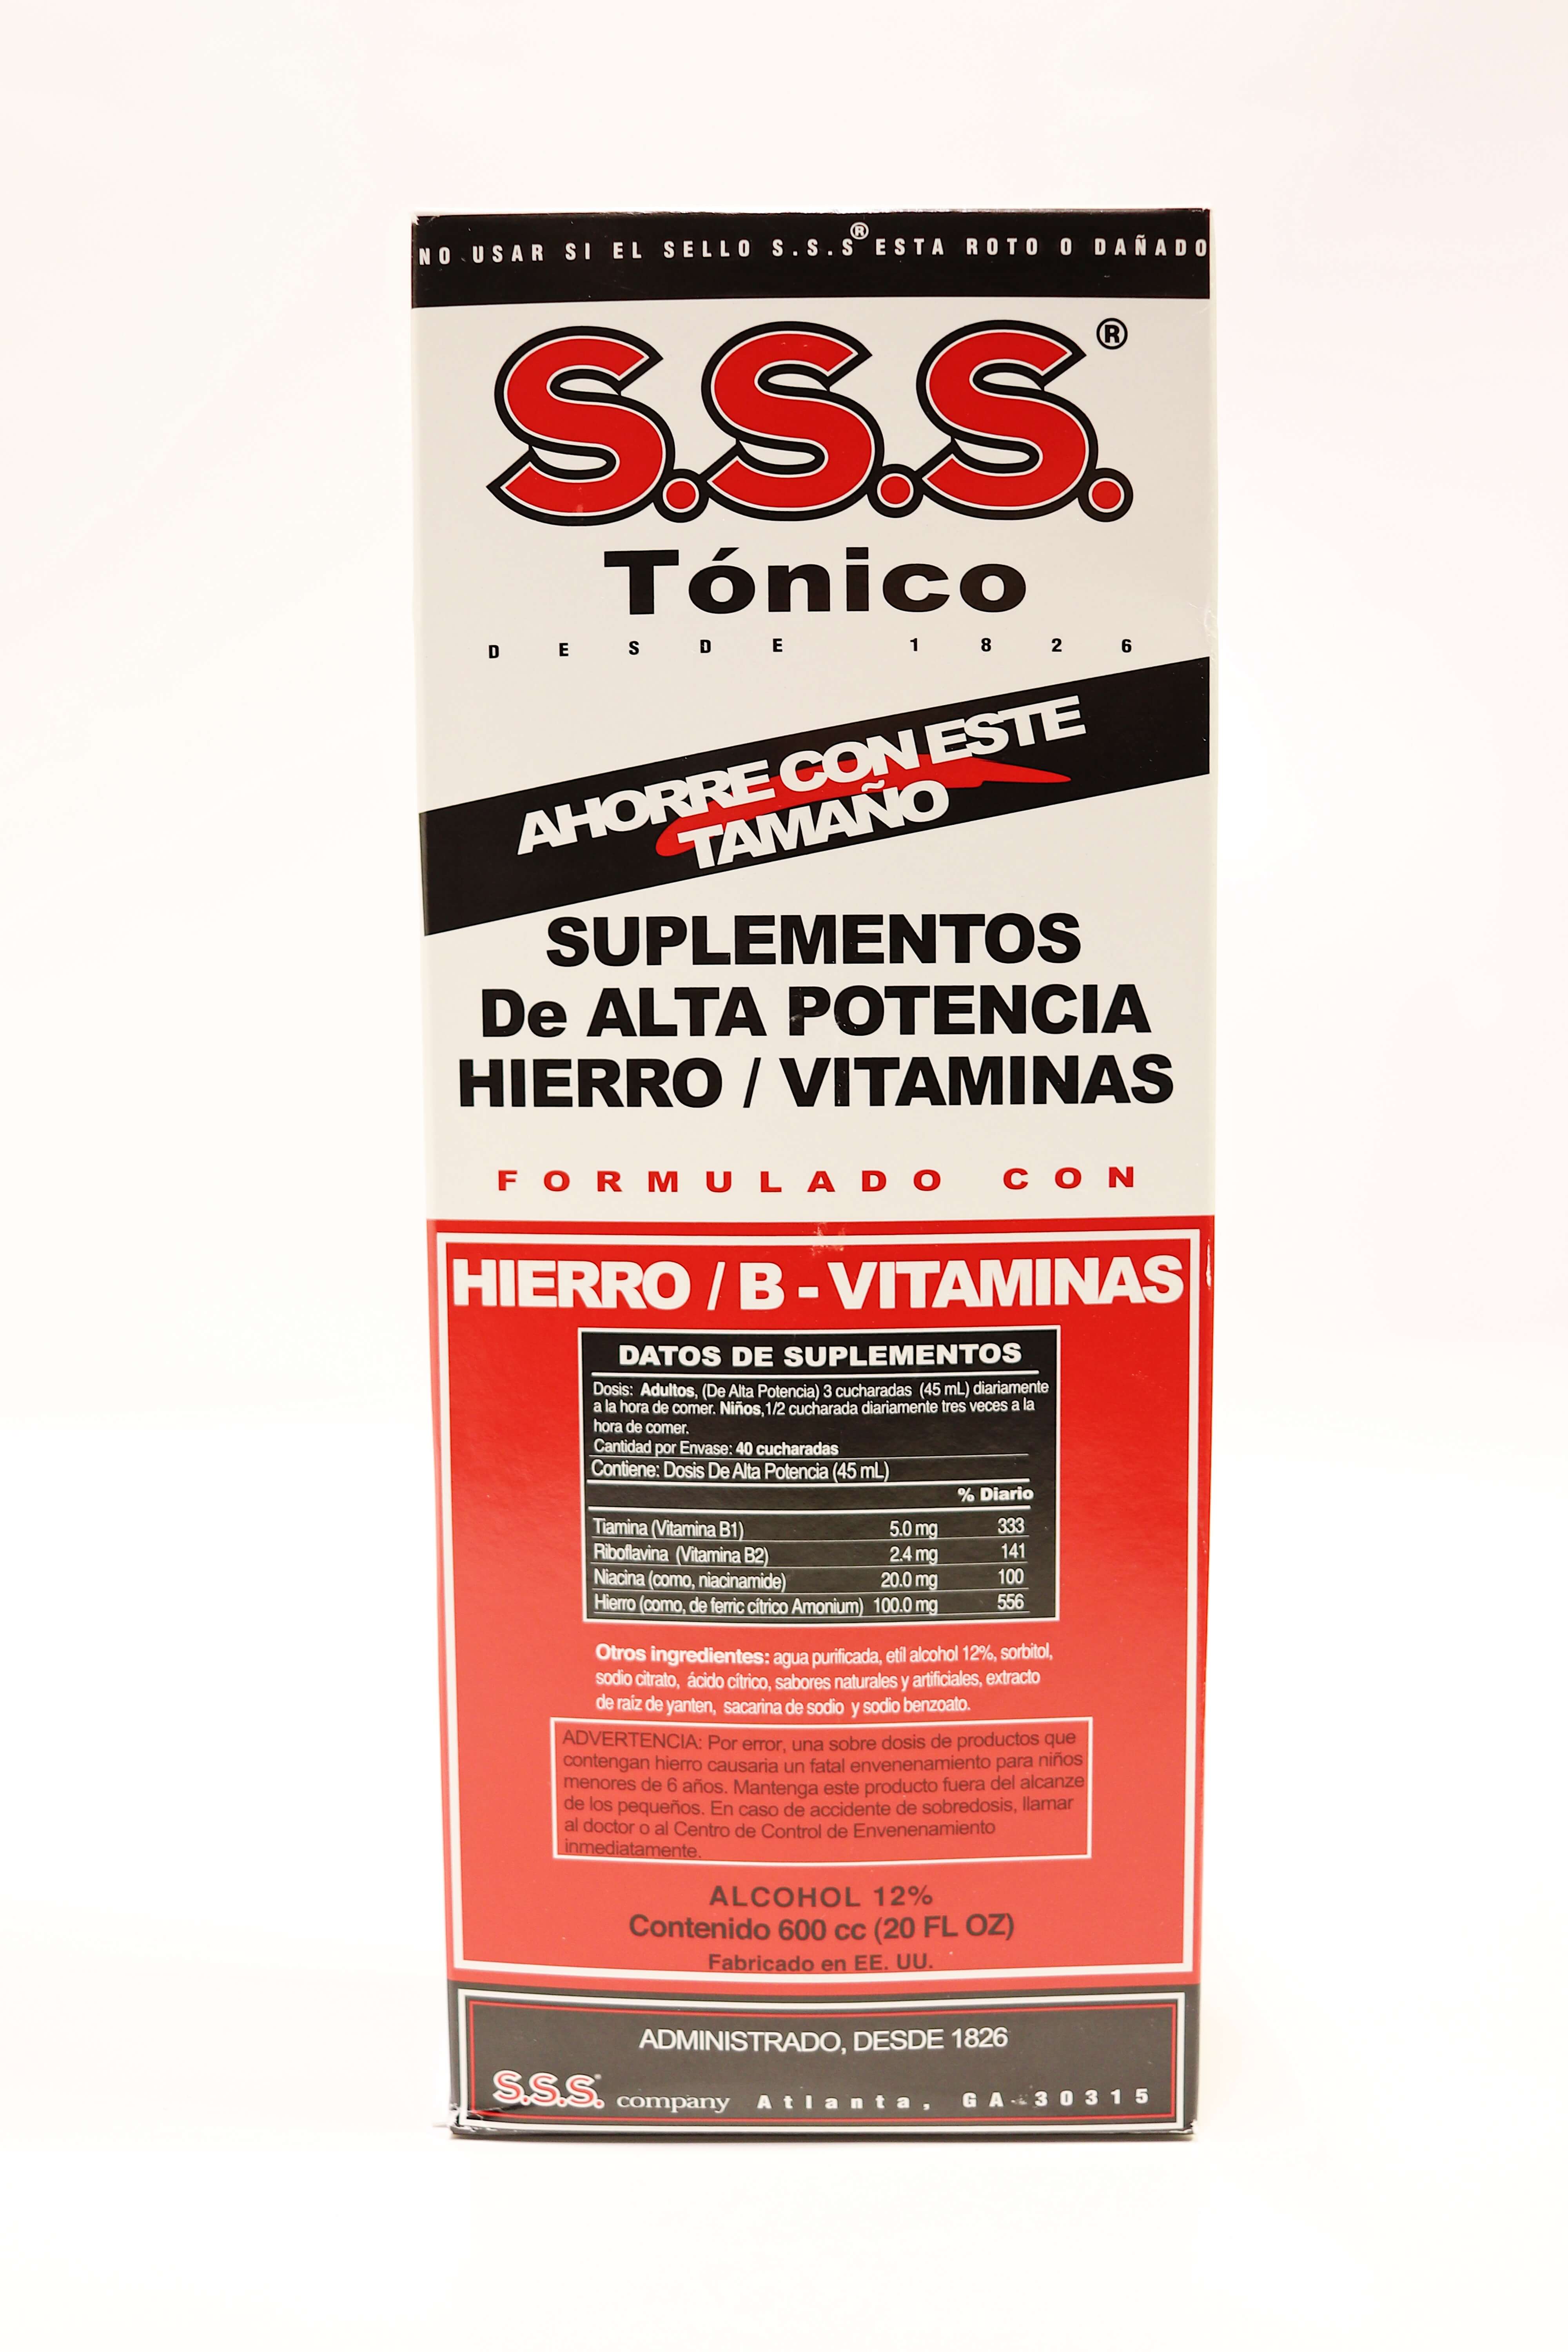 NO USAR SI EL SELLO S.S.S® ESTA ROTO O DAÑADO
S.S.S.®
Tónico
DESDE 1826
AHORRE CON ESTE
TAMAÑO
SUPLEMENTOS
De ALTA POTENCIA
HIERRO / VITAMINAS
FORMULADO CON
HIERRO / B - VITAMINAS
DATOS DE SUPLEMENTOS
Dosis: Adultos, (De Alta Potencia) 3 cucharadas (45 mL) diariamente
a la hora de comer. Niños,1/2 cucharada diariamente tres veces a la
hora de comer.
Cantidad por Envase: 40 cucharadas
Contiene: Dosis De Alta Potencia (45 mL)
% Diario
Tiamina (Vitamina B1) 5.0 mg 333
Riboflavina (Vitamina B2) 2.4 mg 141
Niacina (como, niacinamide) 20.0 mg 100
Hierro (como, de ferric cítrico Amonium) 100.0 mg 556
Otros ingredientes: agua purificada, etíl alcohol 12%, sorbitol,
sodio citrato, ácido cítrico, sabores naturales y artificiales, extracto
de raíz de yanten, sacarina de sodio y sodio benzoato.
ADVERTENCIA: Por error, una sobre dosis de productos que
contengan hierro causaria un fatal envenenamiento para niños
menores de 6 años. Mantenga este producto fuera del alcanze
de los pequeños. En caso de accidente de sobredosis, llamar
al doctor o al Centro de Control de Envenenamiento
inmediatamente.
ALCOHOL 12%
Contenido 600 cc (20 FL OZ)
Fabricado en EE. UU.
ADMINISTRADO, DESDE 1826
S.S.S.® company Atlanta, GA 30315